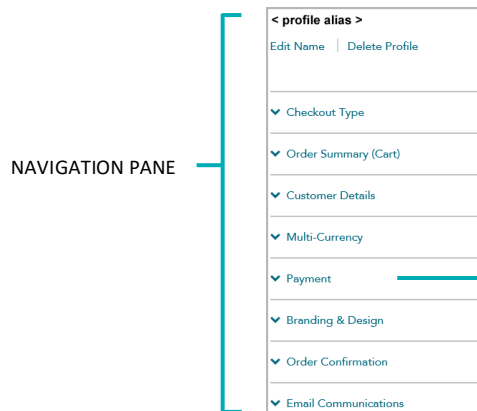 < profile alias >
Edit Name | Delete Profile
Checkout Type
Order Summary (Cart)
NAVIGATION PANE
Customer Details
Multi-Currency
Payment
Branding & Design
Order Confirmation
Email Communications